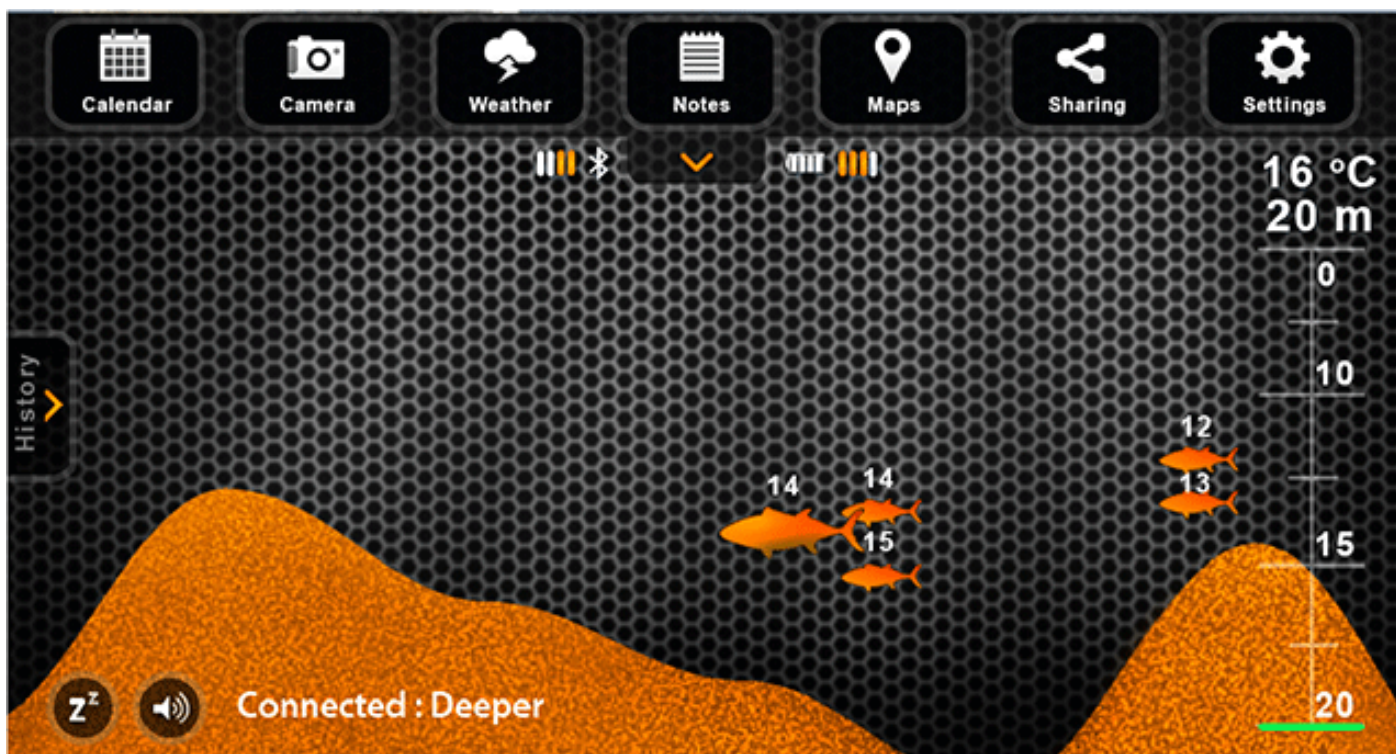 Calendar
Camera
Weather
Notes
Maps
Sharing
Settings
16 °C
20 m
0
10
12
13
14
14
15
15
20
History
Zz
Connected : Deeper